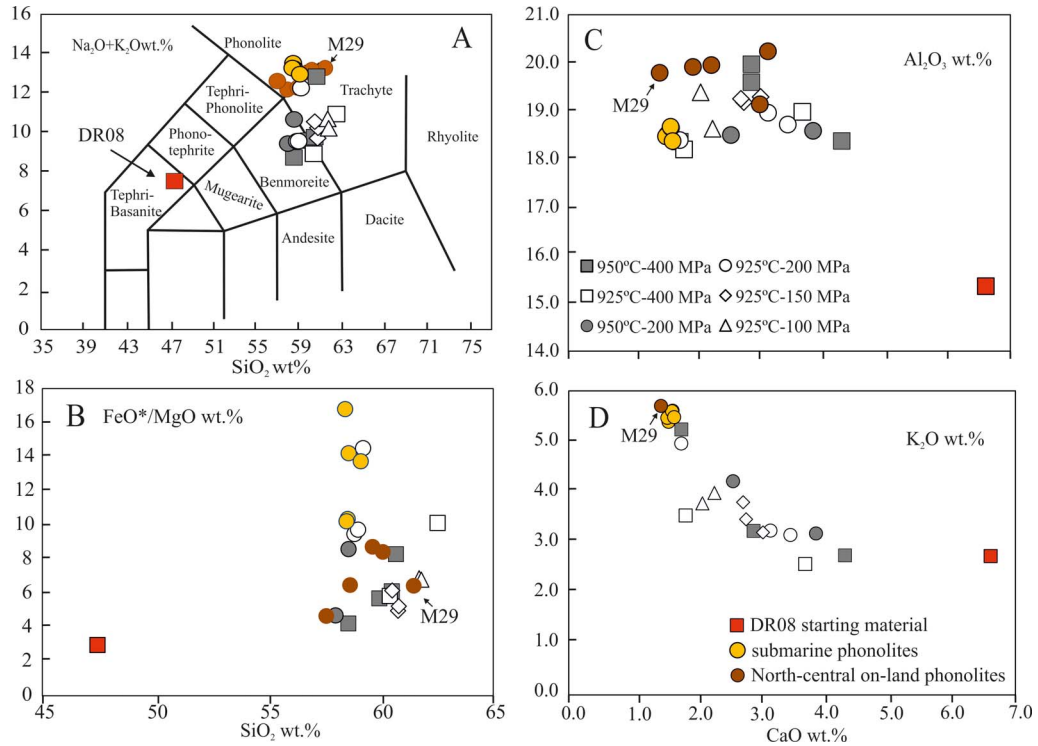 16
14
12
10
8
6
4
2
0
Na₂O+K₂Owt.%
A
Phonolite
M29
Tephri-
Phonolite
Trachyte
DR08
Phono-
tephrite
Rhyolite
Tephri-
Basanite
Mugearite
Benmoreite
Dacite
Andesite
35 39 43 47 51 55 59 63 67 71 75
SiO₂ wt%
21.0
20.0
19.0
18.0
17.0
16.0
15.0
14.0
C
Al₂O₃ wt.%
M29
950ºC-400 MPa
925ºC-200 MPa
925ºC-400 MPa
925ºC-150 MPa
950ºC-200 MPa
925ºC-100 MPa
18
16
14
12
10
8
6
4
2
0
B
FeO*/MgO wt.%
M29
45 50 55 60 65
SiO₂ wt.%
6.0
5.0
4.0
3.0
2.0
1.0
0.0
D
M29
K₂O wt.%
DR08 starting material
submarine phonolites
North-central on-land phonolites
0.0 1.0 2.0 3.0 4.0 5.0 6.0 7.0
CaO wt.%